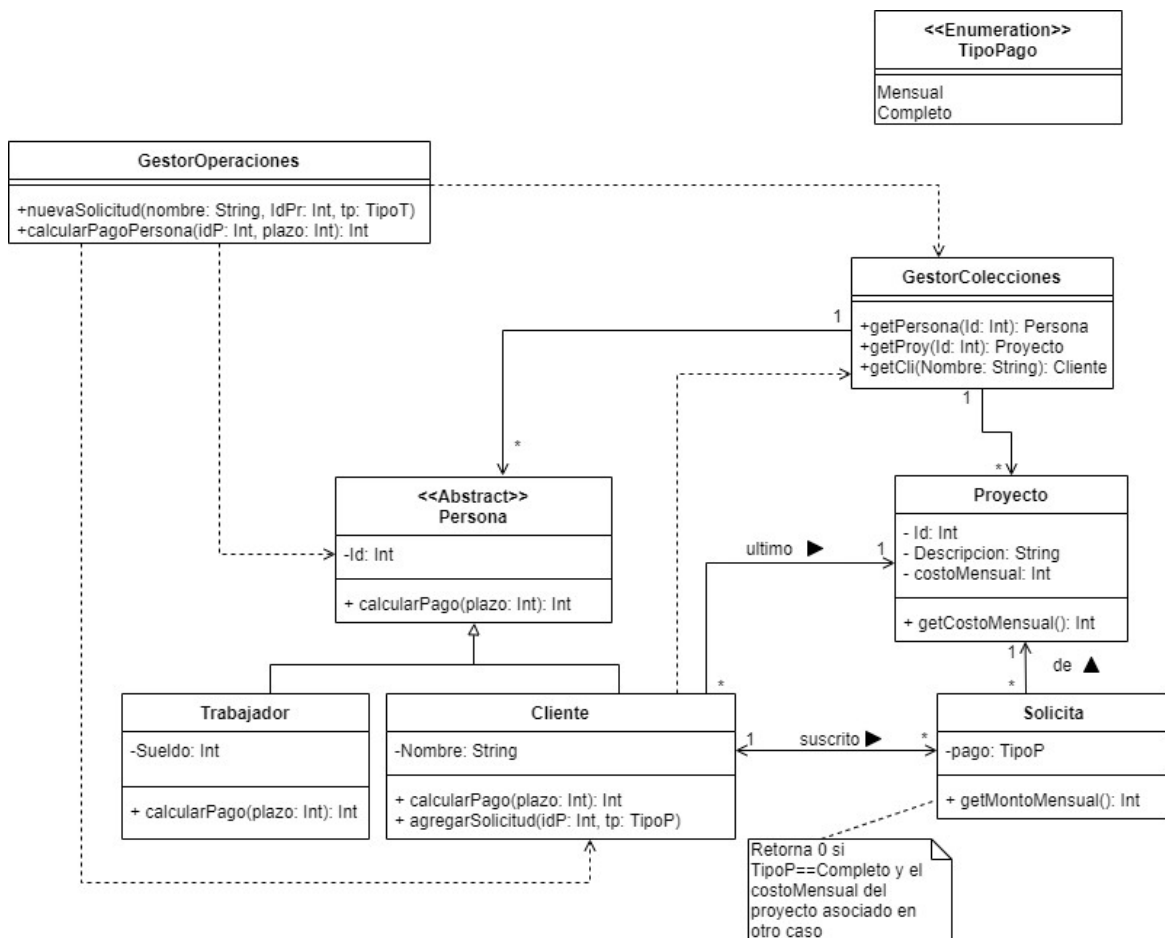 <<Enumeration>>
TipoPago
Mensual
Completo
GestorOperaciones
+nuevaSolicitud(nombre: String, IdPr: Int, tp: TipoT)
+calcularPagoPersona(idP: Int, plazo: Int): Int
GestorColecciones
+getPersona(Id: Int): Persona
+getProy(Id: Int): Proyecto
+getCli(Nombre: String): Cliente
1
1
*
*
<<Abstract>>
Persona
-Id: Int
+ calcularPago(plazo: Int): Int
Proyecto
- Id: Int
- Descripcion: String
- costoMensual: Int
+ getCostoMensual(): Int
ultimo ▶
1
*
1
de ▲
*
Trabajador
-Sueldo: Int
+ calcularPago(plazo: Int): Int
Cliente
-Nombre: String
+ calcularPago(plazo: Int): Int
+ agregarSolicitud(idP: Int, tp: TipoP)
1
suscrito ▶
*
Solicita
-pago: TipoP
+ getMontoMensual(): Int
Retorna 0 si
TipoP==Completo y el
costoMensual del
proyecto asociado en
otro caso